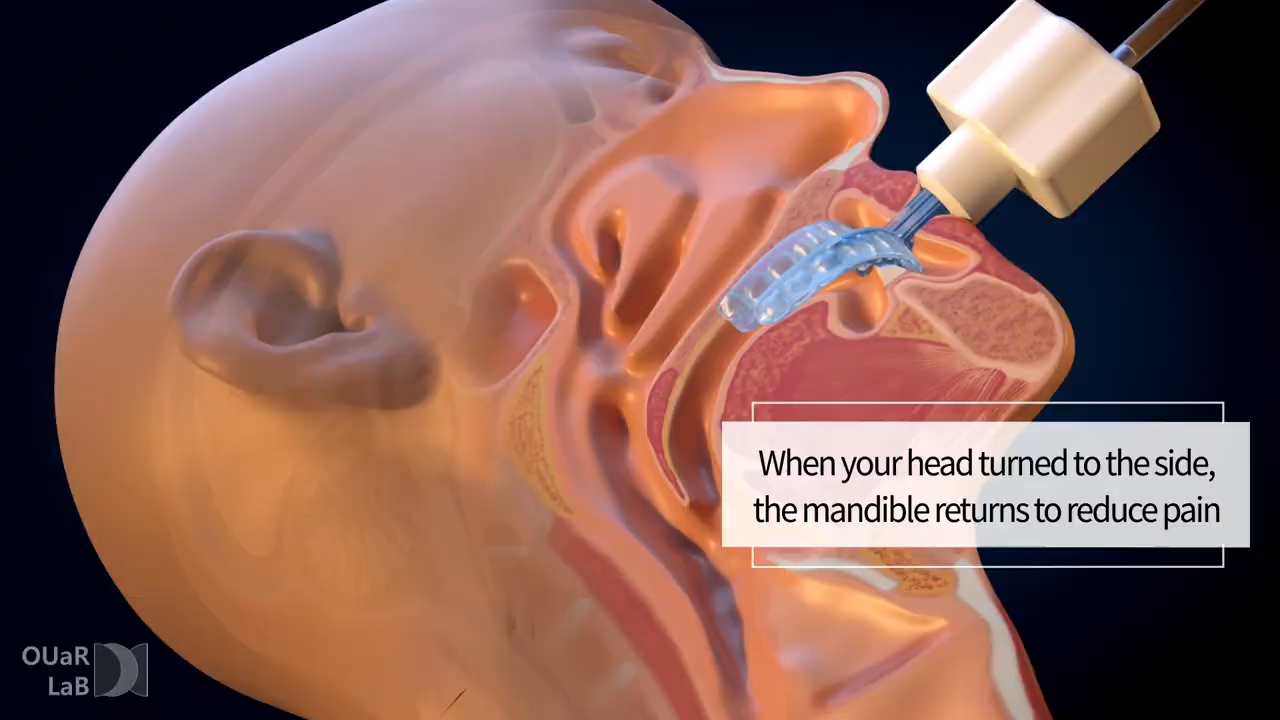 When your head turned to the side,
the mandible returns to reduce pain
OUaR
LaB